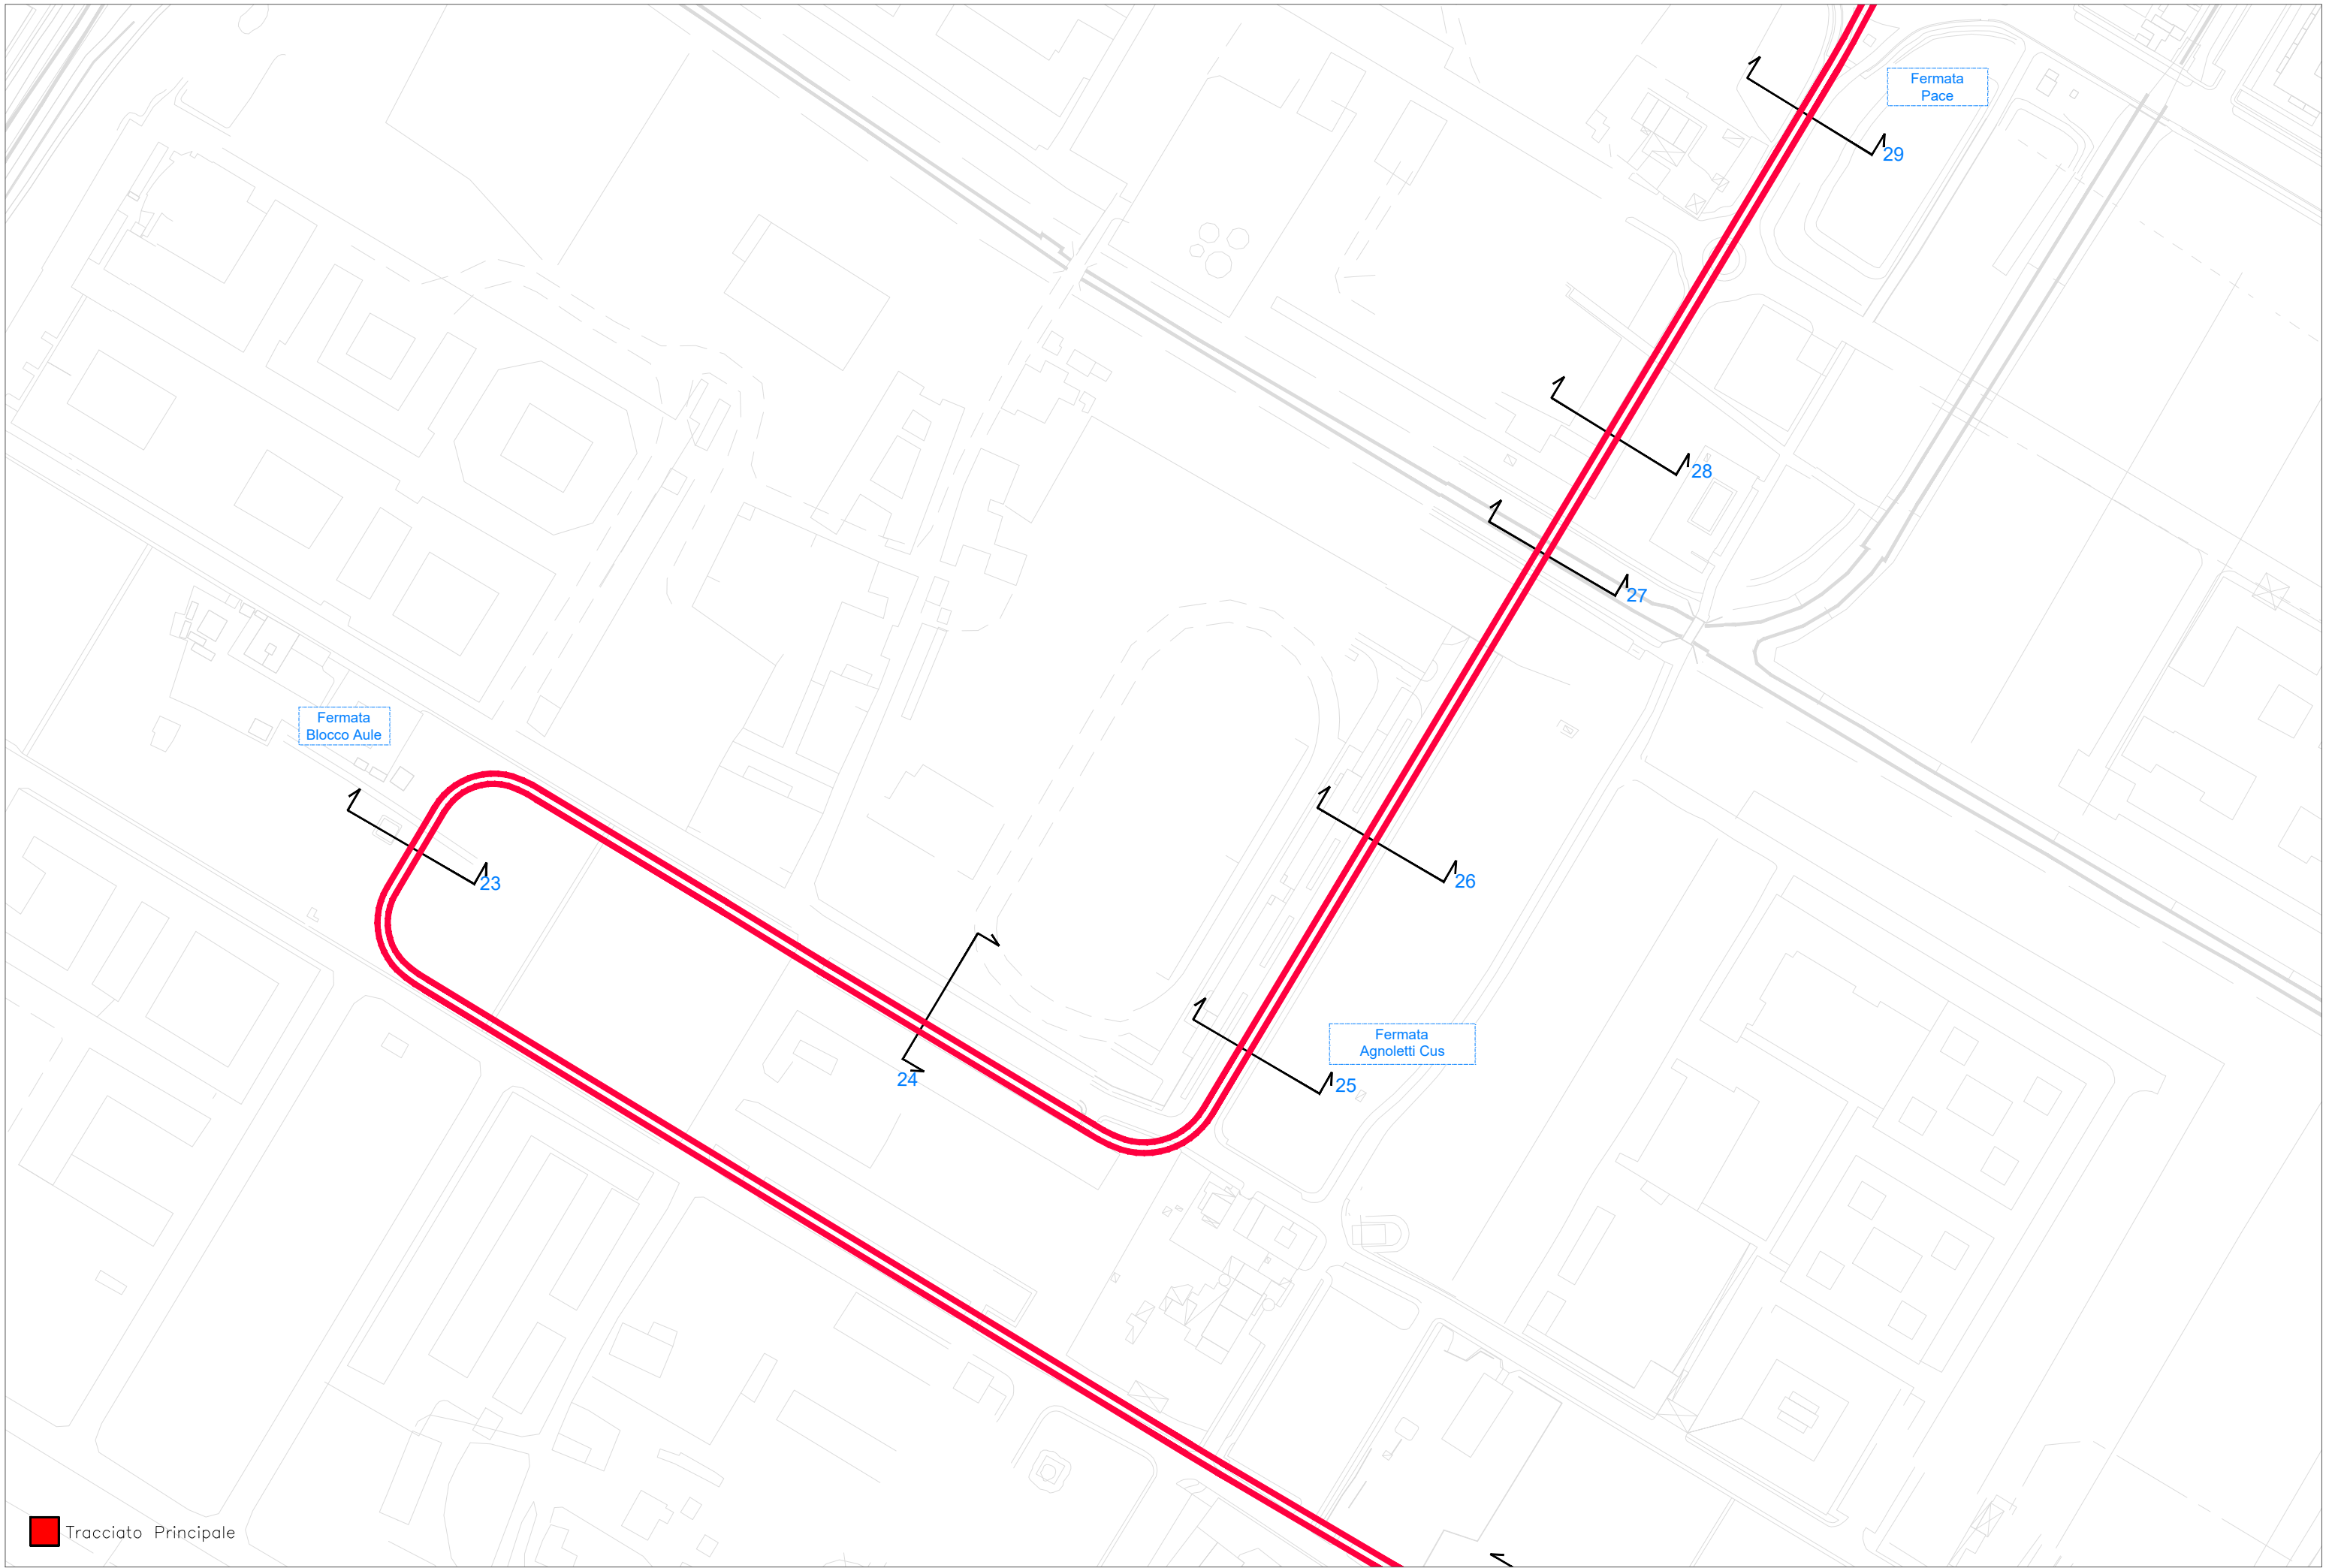 Fermata
Pace
29
28
27
Fermata
Blocco Aule
23
26
24
Fermata
Agnoletti Cus
25
Tracciato Principale